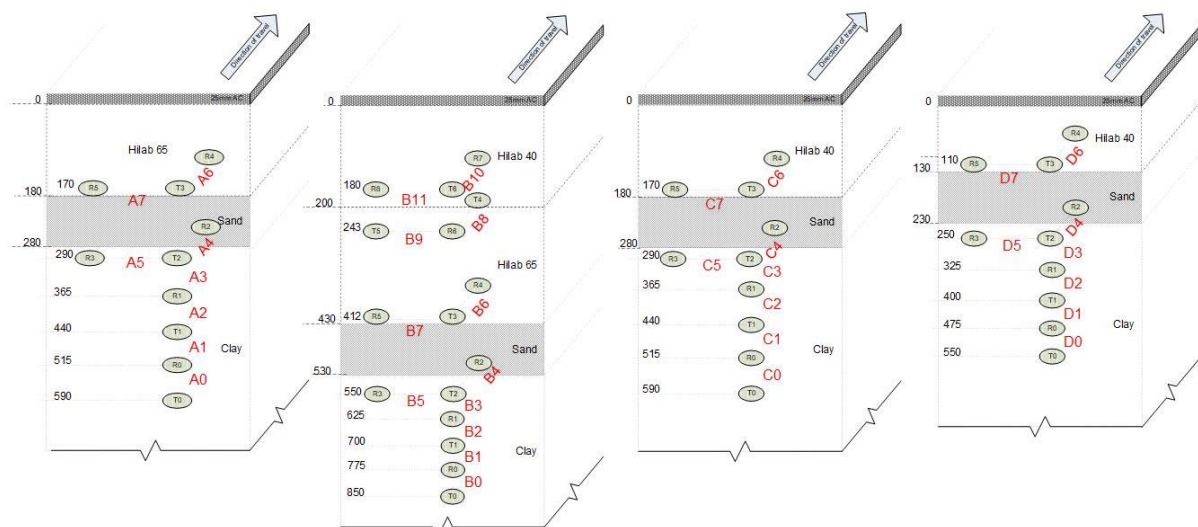 Direction of travel
0
25mm AC
Hilab 65
R4
A6
170
R5
T3
A7
180
Sand
R2
A4
280
290
R3
A5
T2
A3
365
R1
A2
440
T1
Clay
A1
515
R0
A0
590
T0
Direction of travel
0
25mm AC
R7
Hilab 40
B10
180
R8
T6
B11
T4
200
B8
243
T5
B9
R6
Hilab 65
R4
B6
412
R5
T3
430
B7
Sand
R2
B4
530
550
R3
B5
T2
B3
625
R1
B2
700
T1
Clay
B1
775
R0
B0
850
T0
Direction of travel
0
25mm AC
R4
Hilab 40
C6
170
R5
T3
C7
180
Sand
R2
C4
280
290
R3
C5
T2
C3
365
R1
C2
440
T1
Clay
C1
515
R0
C0
590
T0
Direction of travel
0
25mm AC
R4
Hilab 40
D6
110
R5
T3
130
D7
Sand
R2
D4
230
250
R3
D5
T2
D3
325
R1
D2
400
T1
D1
Clay
475
R0
D0
550
T0